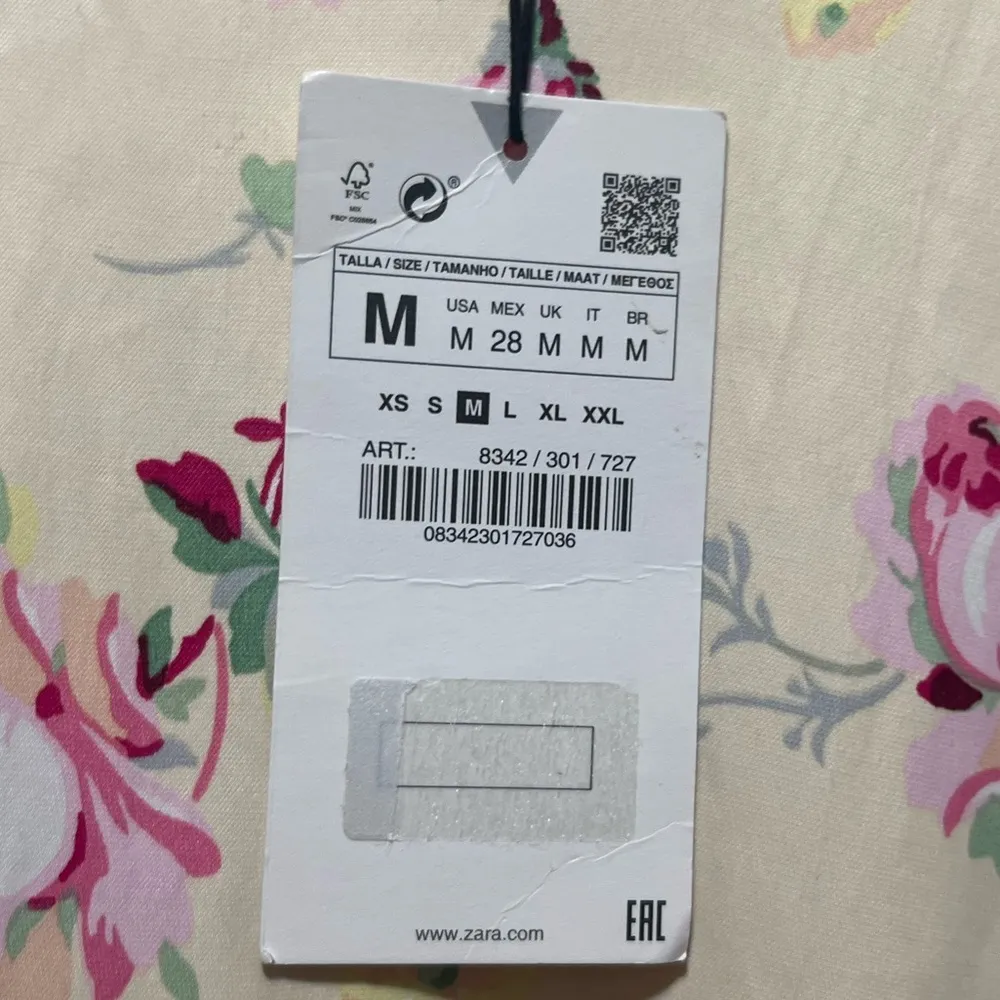 FSC
MIX
FSC® C028654
TALLA / SIZE / TAMANHO / TAILLE / MAAT / ΜΕΓΕΘΟΣ
M
USA MEX UK IT BR
M 28 M M M
XS S M L XL XXL
ART.: 8342 / 301 / 727
08342301727036
www.zara.com
EAC